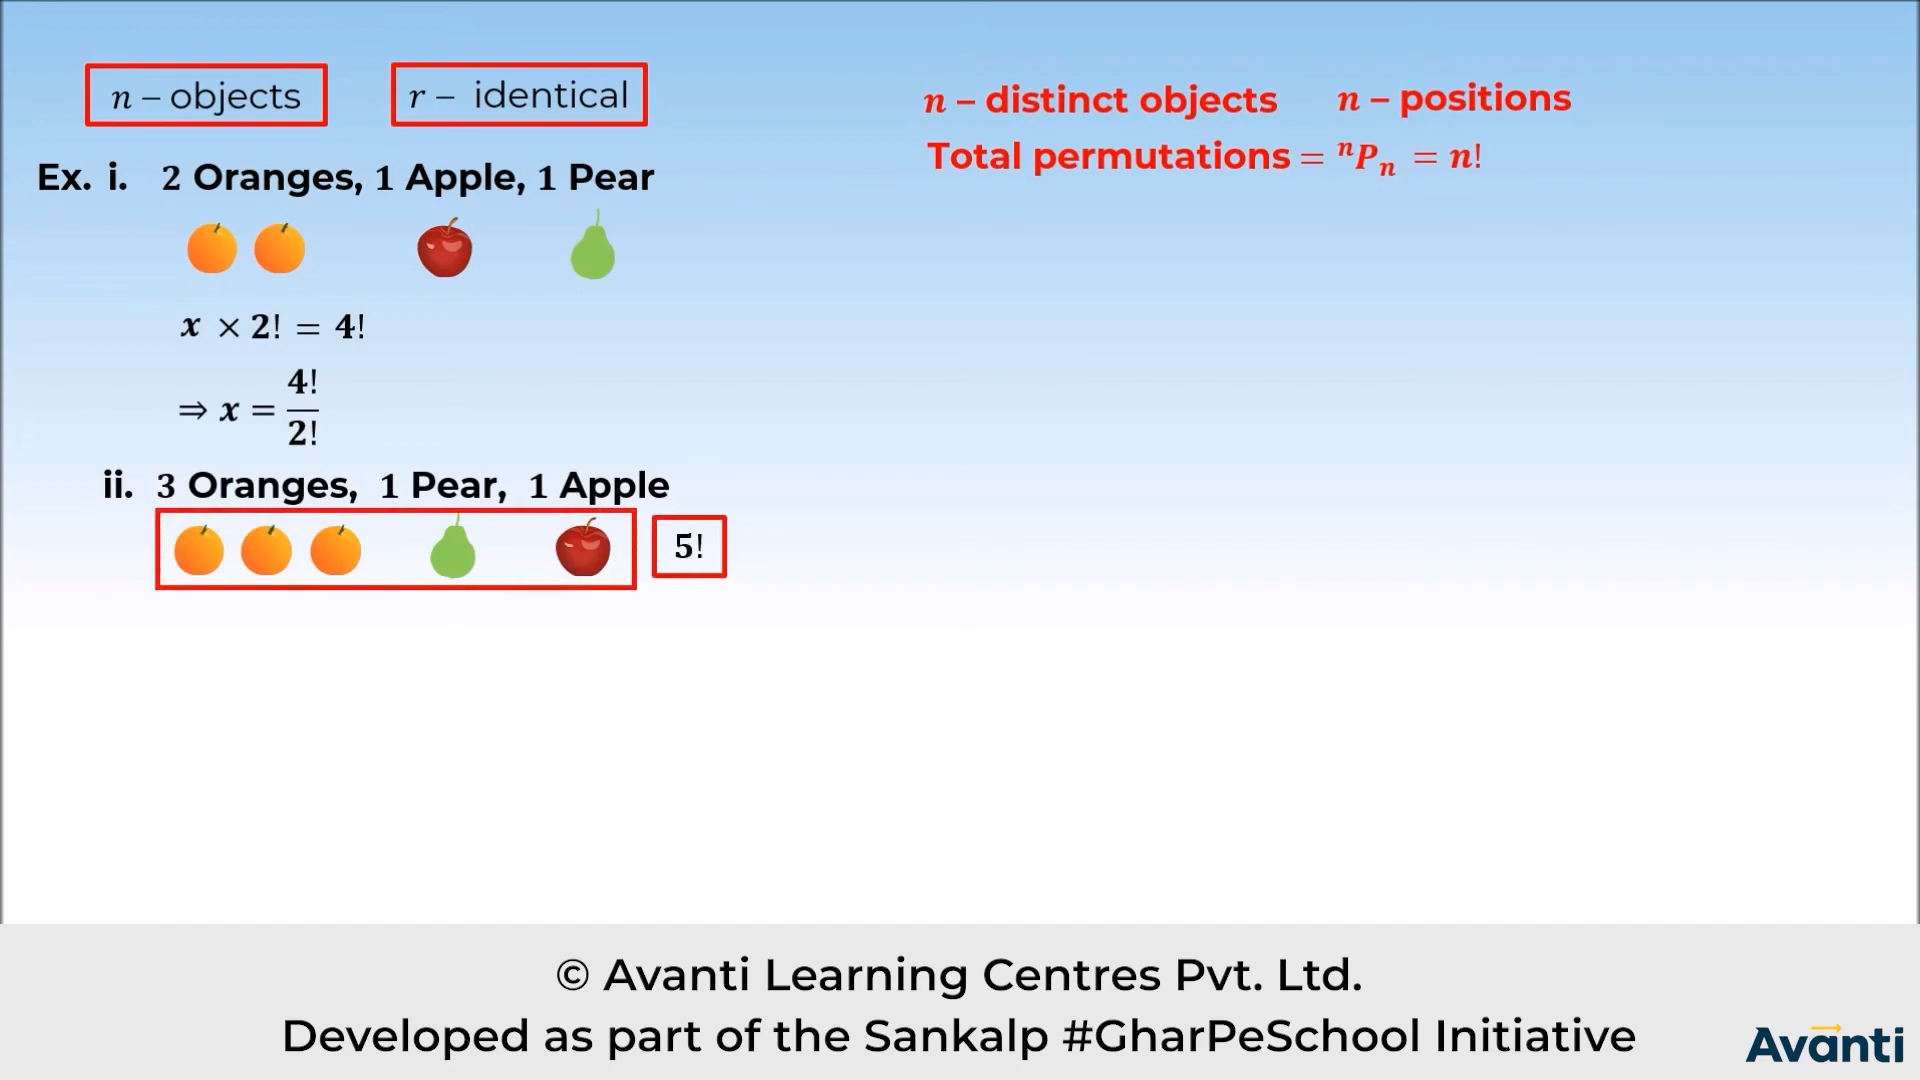 n – objects r – identical
n – distinct objects n – positions
Total permutations = ⁿPₙ = n!
Ex. i. 2 Oranges, 1 Apple, 1 Pear
x × 2! = 4!
⇒ x = 4!/2!
ii. 3 Oranges, 1 Pear, 1 Apple
5!
© Avanti Learning Centres Pvt. Ltd.
Developed as part of the Sankalp #GharPeSchool Initiative
Avanti